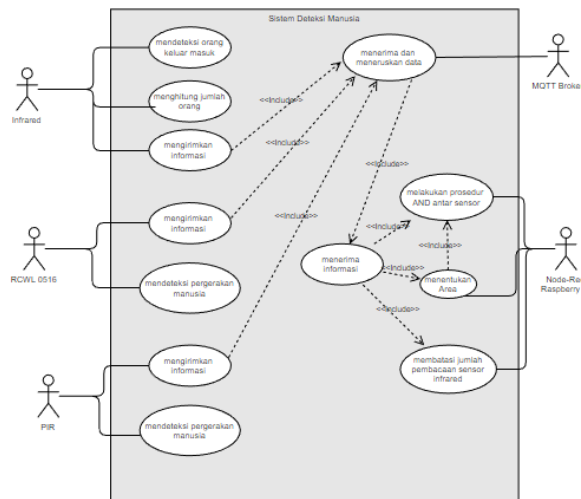 Sistem Deteksi Manusia
mendeteksi orang
keluar masuk
menghitung jumlah
orang
mengirimkan
informasi
Infrared
menerima dan
meneruskan data
MQTT Broker
<<Include>>
<<Include>>
<<Include>>
<<Include>>
mengirimkan
informasi
mendeteksi pergerakan
manusia
RCWL 0516
melakukan prosedur
AND antar sensor
<<Include>>
<<Include>>
<<Include>>
<<Include>>
menerima
informasi
menentukan
Area
Node-Re
Raspberry
membatasi jumlah
pembacaan sensor
infrared
mengirimkan
informasi
mendeteksi pergerakan
manusia
PIR